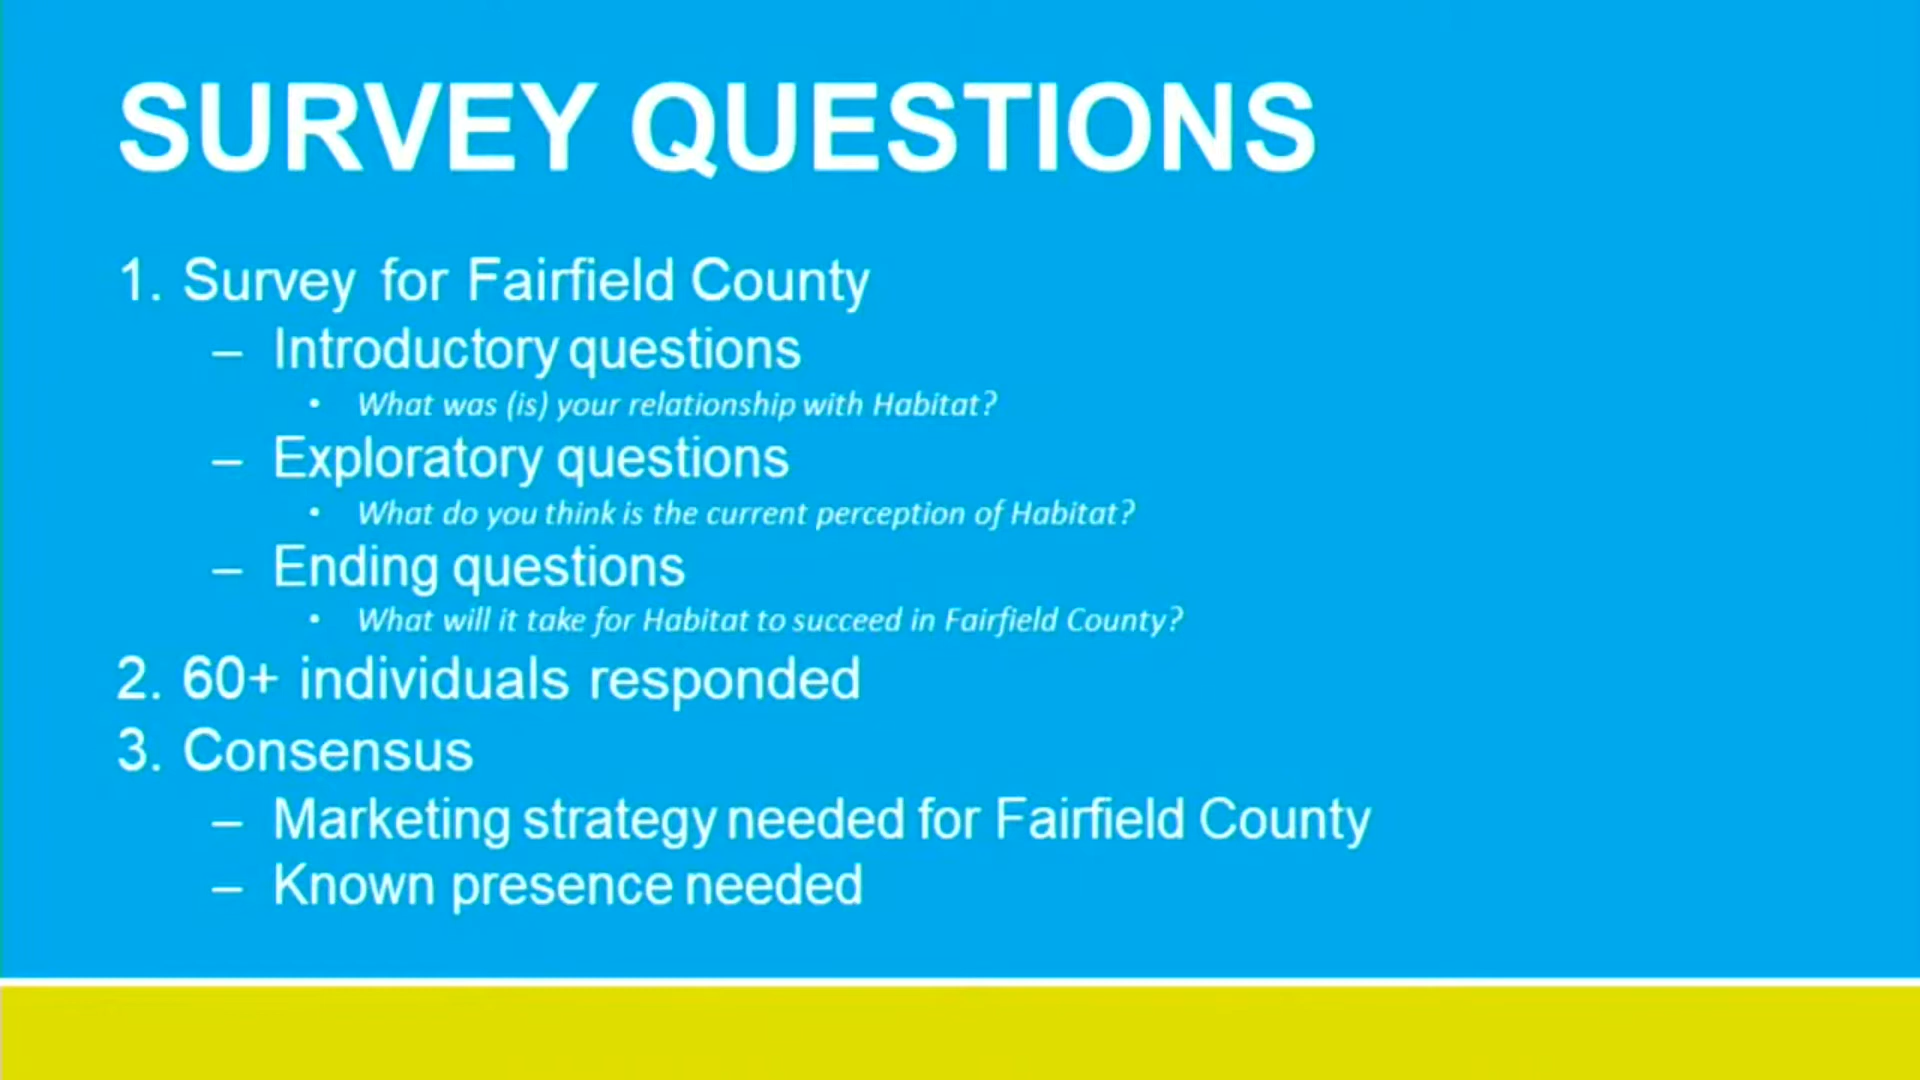 SURVEY QUESTIONS
1. Survey for Fairfield County
– Introductory questions
• What was (is) your relationship with Habitat?
– Exploratory questions
• What do you think is the current perception of Habitat?
– Ending questions
• What will it take for Habitat to succeed in Fairfield County?
2. 60+ individuals responded
3. Consensus
– Marketing strategy needed for Fairfield County
– Known presence needed